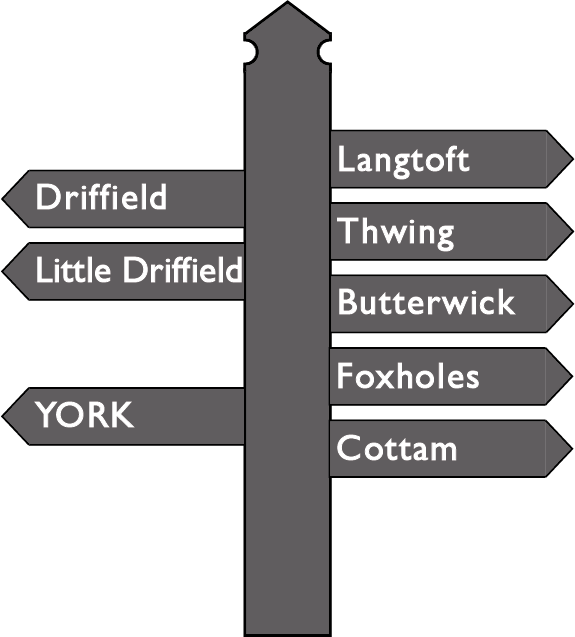 Driffield
Little Driffield
YORK
Langtoft
Thwing
Butterwick
Foxholes
Cottam